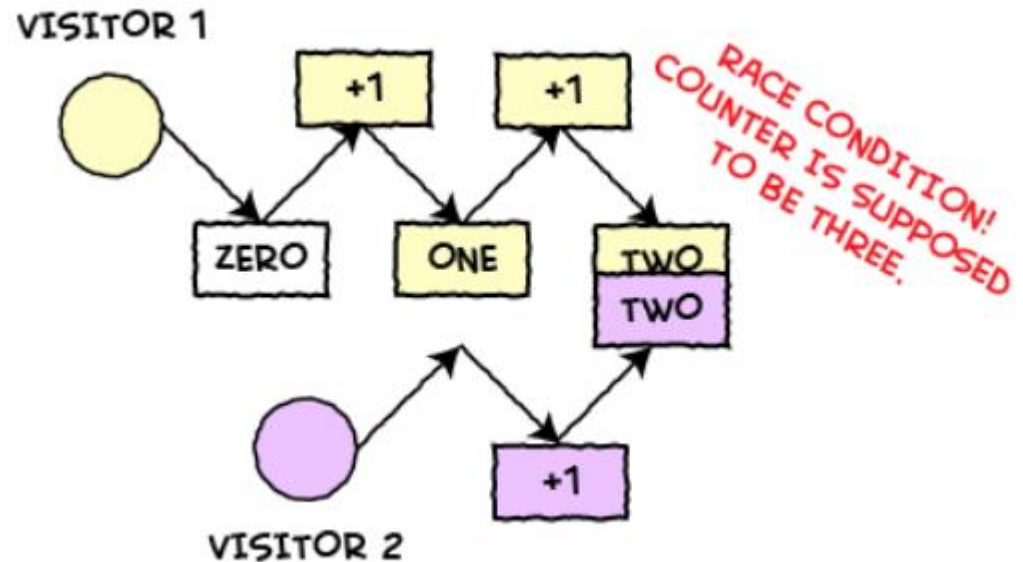 VISITOR 1
+1
+1
RACE CONDITION!
COUNTER IS SUPPOSED
TO BE THREE.
ZERO
ONE
TWO
TWO
+1
VISITOR 2